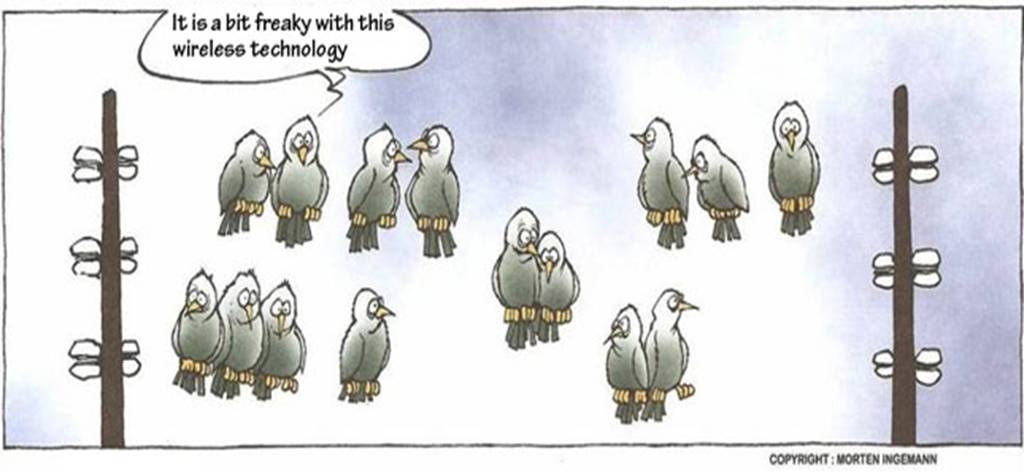 It is a bit freaky with this
wireless technology
COPYRIGHT : MORTEN INGEMANN